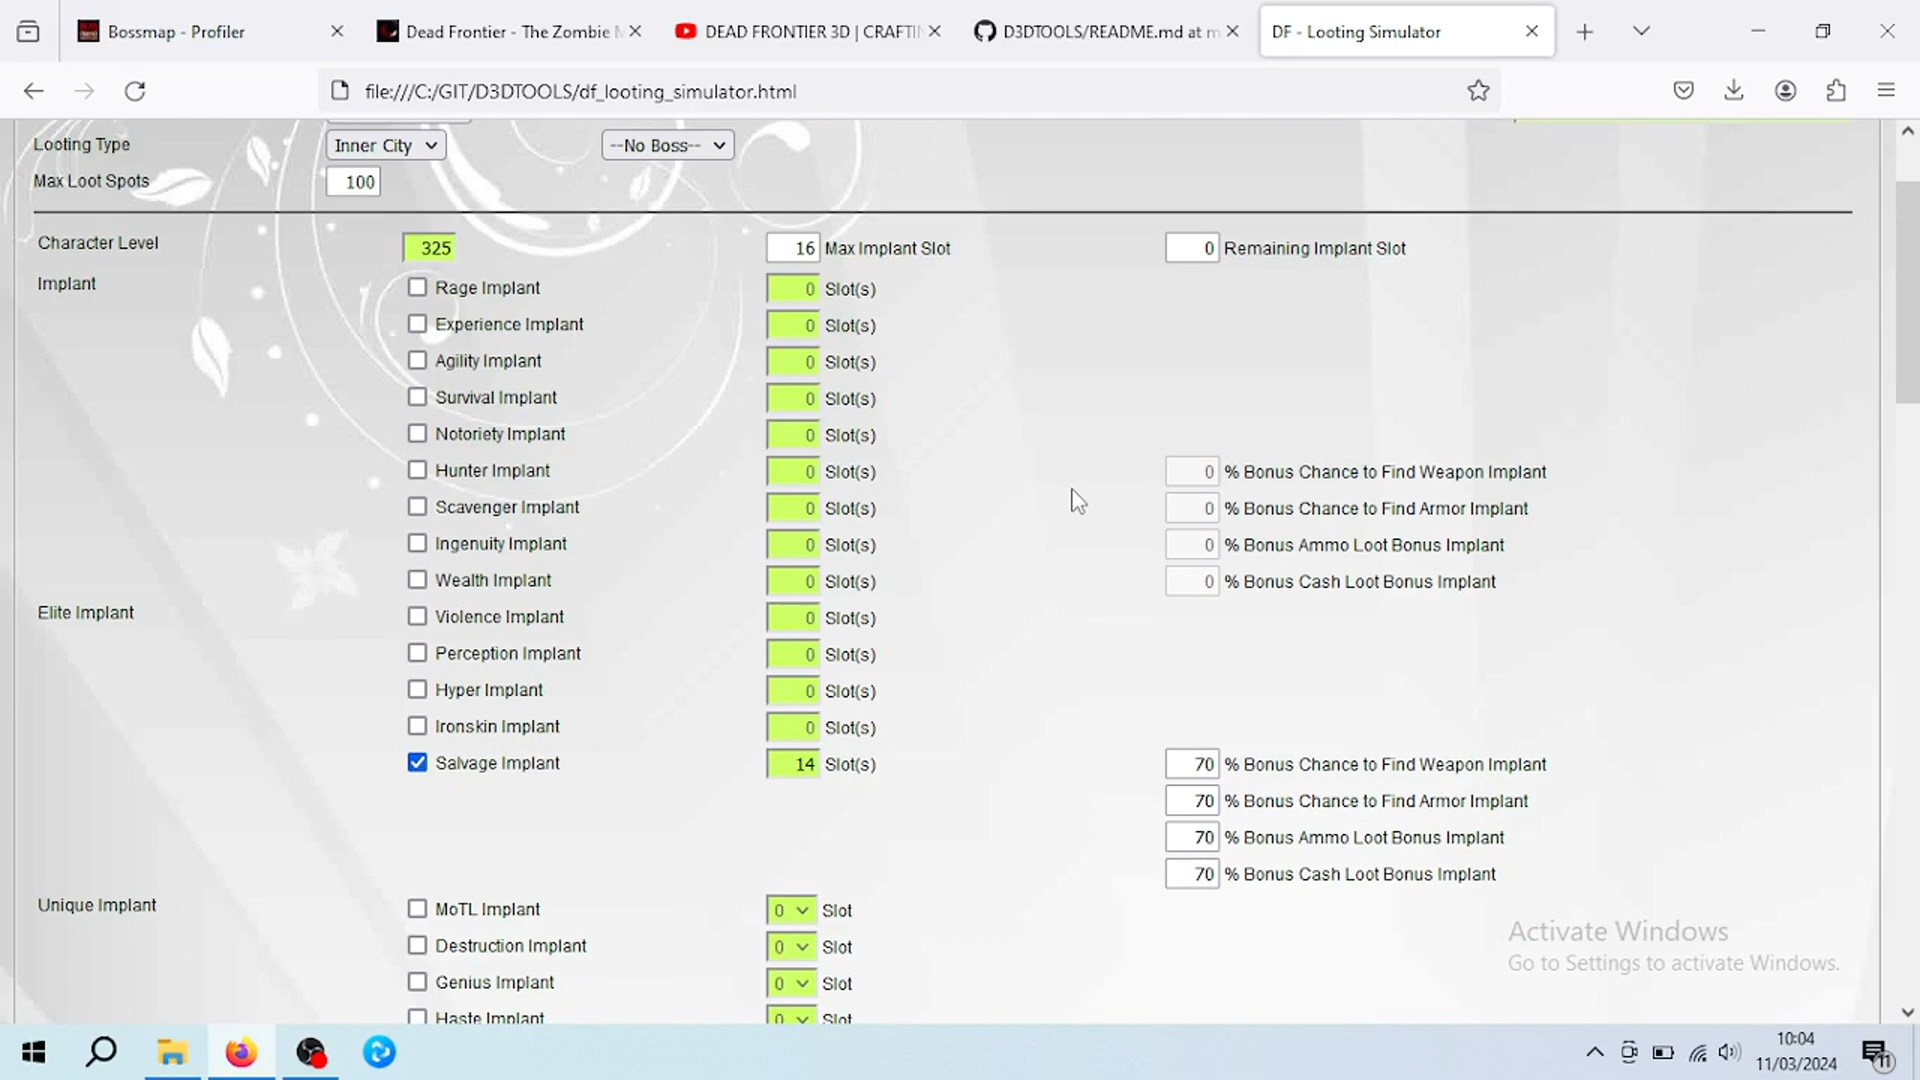 Bossmap - Profiler
Dead Frontier - The Zombie M
DEAD FRONTIER 3D | CRAFTIN
D3DTOOLS/README.md at m
DF - Looting Simulator
file:///C:/GIT/D3DTOOLS/df_looting_simulator.html
Looting Type Inner City --No Boss--
Max Loot Spots 100
Character Level 325 16 Max Implant Slot 0 Remaining Implant Slot
Implant Rage Implant 0 Slot(s)
Experience Implant 0 Slot(s)
Agility Implant 0 Slot(s)
Survival Implant 0 Slot(s)
Notoriety Implant 0 Slot(s)
Hunter Implant 0 Slot(s) 0 % Bonus Chance to Find Weapon Implant
Scavenger Implant 0 Slot(s) 0 % Bonus Chance to Find Armor Implant
Ingenuity Implant 0 Slot(s) 0 % Bonus Ammo Loot Bonus Implant
Wealth Implant 0 Slot(s) 0 % Bonus Cash Loot Bonus Implant
Elite Implant Violence Implant 0 Slot(s)
Perception Implant 0 Slot(s)
Hyper Implant 0 Slot(s)
Ironskin Implant 0 Slot(s)
Salvage Implant 14 Slot(s) 70 % Bonus Chance to Find Weapon Implant
70 % Bonus Chance to Find Armor Implant
70 % Bonus Ammo Loot Bonus Implant
70 % Bonus Cash Loot Bonus Implant
Unique Implant MoTL Implant 0 Slot
Destruction Implant 0 Slot
Genius Implant 0 Slot
Haste Implant 0 Slot
Activate Windows
Go to Settings to activate Windows.
10:04
11/03/2024
11